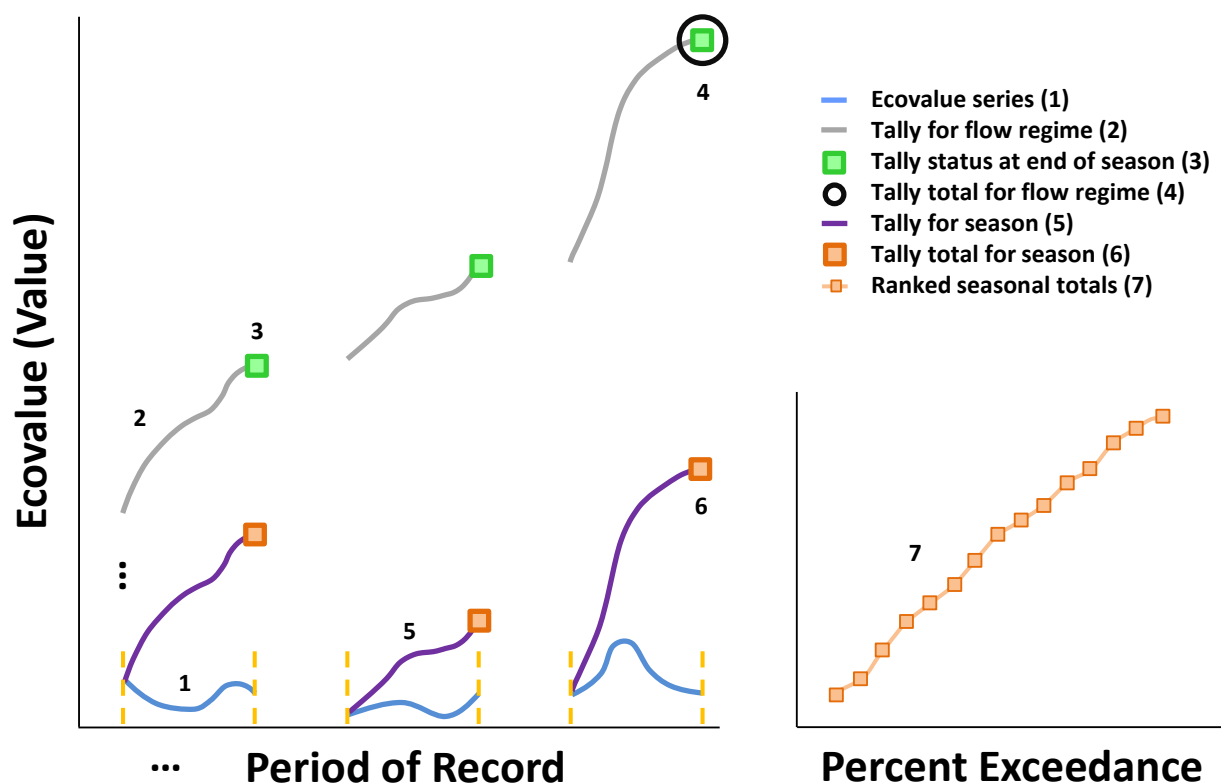 Ecovalue (Value)
2
3
4
1
5
6
...
...
Period of Record
Ecovalue series (1)
Tally for flow regime (2)
Tally status at end of season (3)
Tally total for flow regime (4)
Tally for season (5)
Tally total for season (6)
Ranked seasonal totals (7)
7
Percent Exceedance